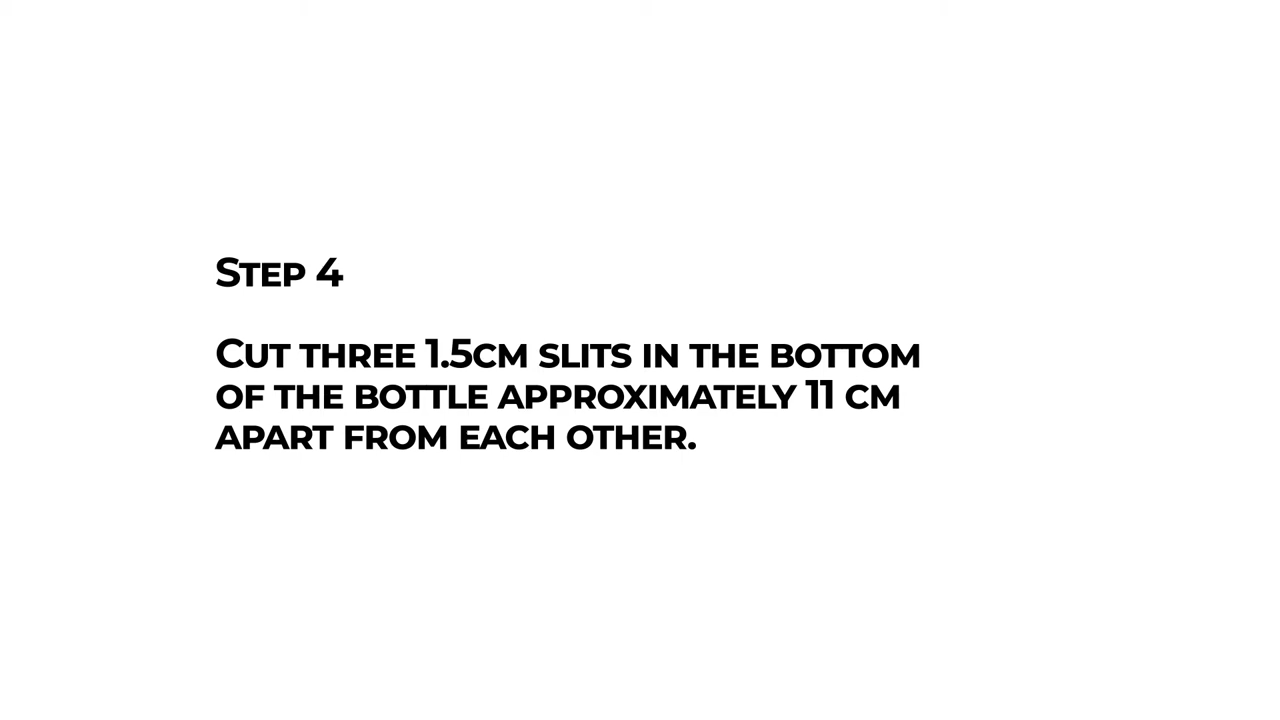 Step 4
Cut three 1.5cm slits in the bottom
of the bottle approximately 11 cm
apart from each other.